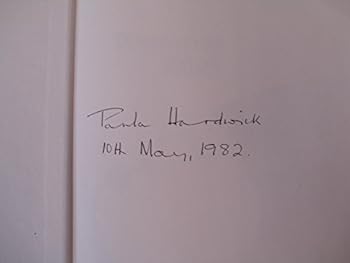 Paula Hardwick
10th May, 1982.